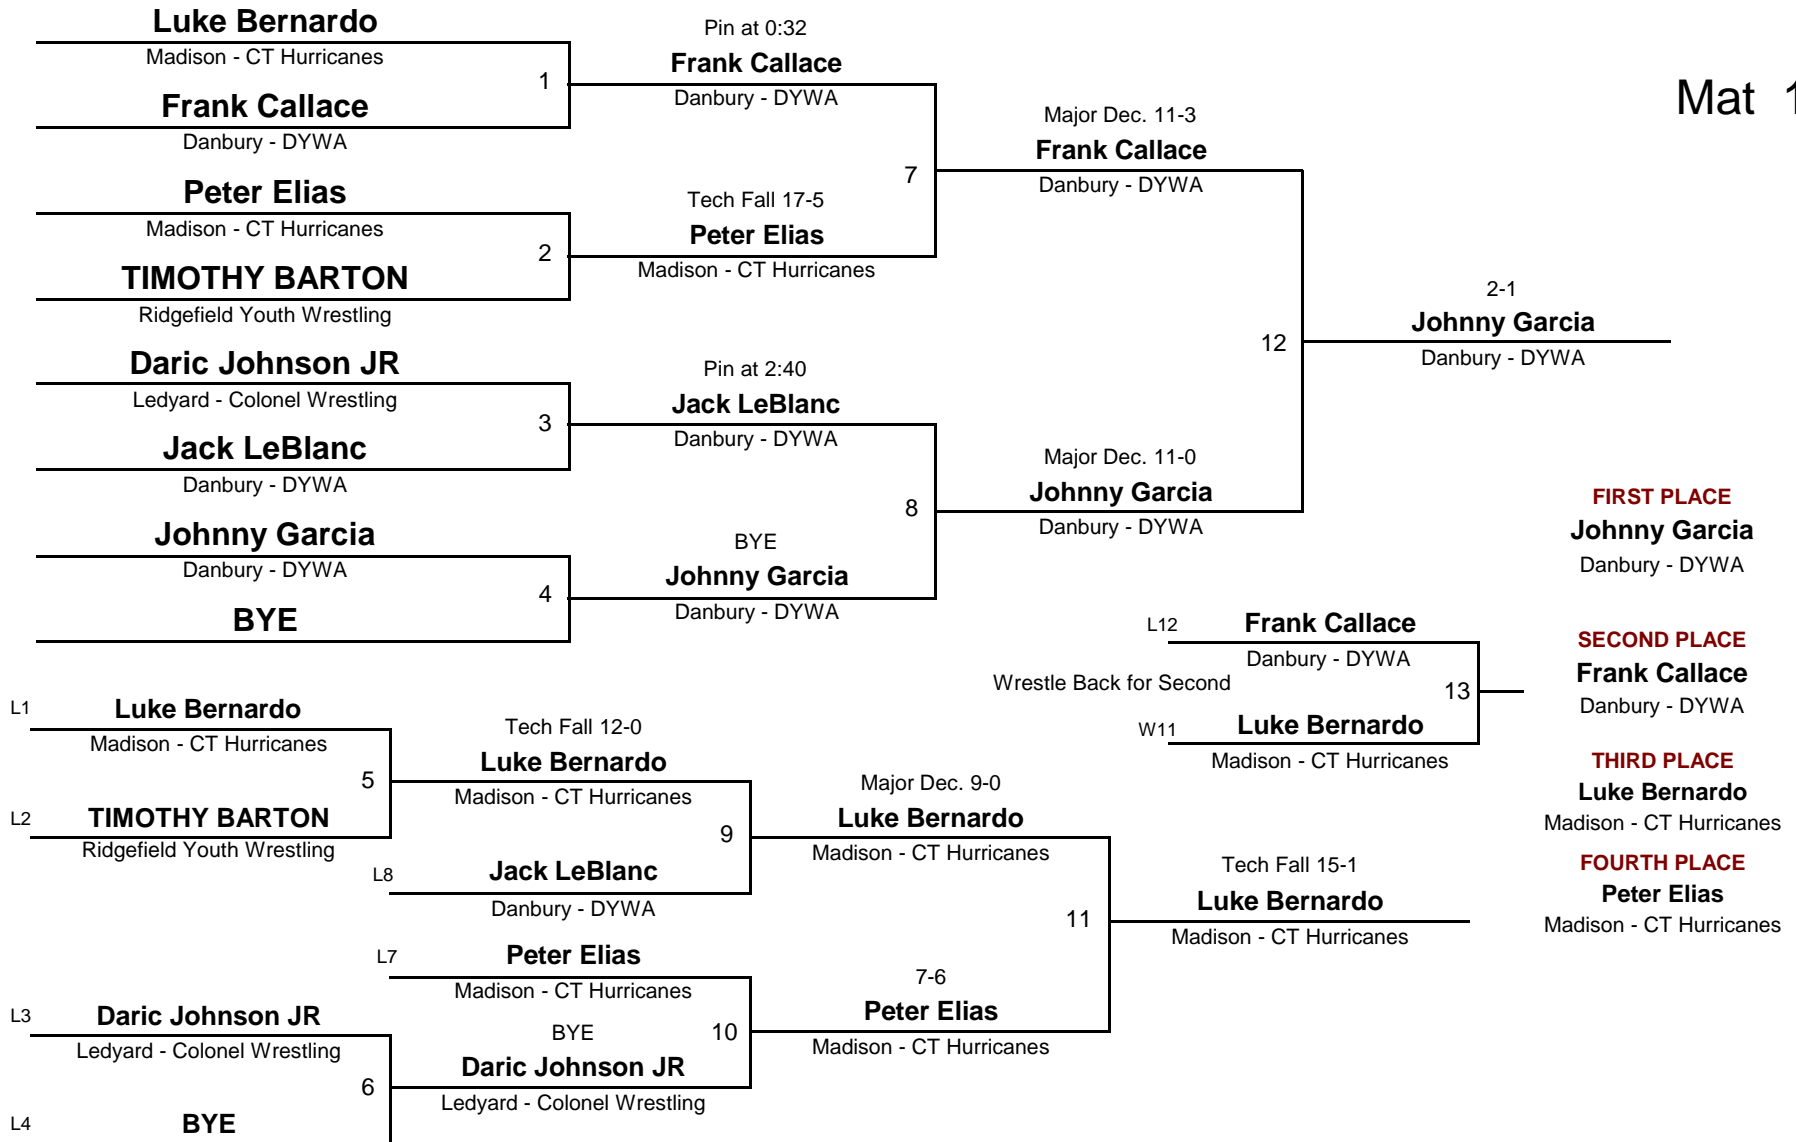 Luke Bernardo
Madison - CT Hurricanes
1
Frank Callace
Danbury - DYWA
Peter Elias
Madison - CT Hurricanes
2
TIMOTHY BARTON
Ridgefield Youth Wrestling
Daric Johnson JR
Ledyard - Colonel Wrestling
3
Jack LeBlanc
Danbury - DYWA
Johnny Garcia
Danbury - DYWA
4
BYE
Pin at 0:32
Frank Callace
Danbury - DYWA
7
Tech Fall 17-5
Peter Elias
Madison - CT Hurricanes
Pin at 2:40
Jack LeBlanc
Danbury - DYWA
8
BYE
Johnny Garcia
Danbury - DYWA
Major Dec. 11-3
Frank Callace
Danbury - DYWA
12
Major Dec. 11-0
Johnny Garcia
Danbury - DYWA
Mat 1
2-1
Johnny Garcia
Danbury - DYWA
L1
Luke Bernardo
Madison - CT Hurricanes
5
L2
TIMOTHY BARTON
Ridgefield Youth Wrestling
L3
Daric Johnson JR
Ledyard - Colonel Wrestling
6
L4
BYE
Tech Fall 12-0
Luke Bernardo
Madison - CT Hurricanes
9
L8
Jack LeBlanc
Danbury - DYWA
L7
Peter Elias
Madison - CT Hurricanes
BYE
10
Daric Johnson JR
Ledyard - Colonel Wrestling
Major Dec. 9-0
Luke Bernardo
Madison - CT Hurricanes
11
7-6
Peter Elias
Madison - CT Hurricanes
Tech Fall 15-1
Luke Bernardo
Madison - CT Hurricanes
L12
Frank Callace
Danbury - DYWA
Wrestle Back for Second
13
W11
Luke Bernardo
Madison - CT Hurricanes
FIRST PLACE
Johnny Garcia
Danbury - DYWA
SECOND PLACE
Frank Callace
Danbury - DYWA
THIRD PLACE
Luke Bernardo
Madison - CT Hurricanes
FOURTH PLACE
Peter Elias
Madison - CT Hurricanes